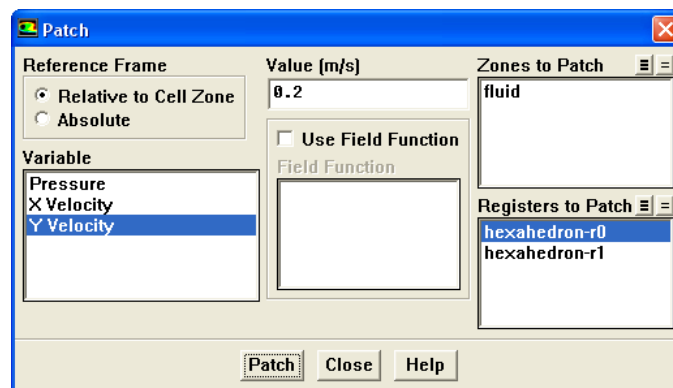 Patch
Reference Frame
Relative to Cell Zone
Absolute
Variable
Pressure
X Velocity
Y Velocity
Value (m/s)
0.2
Use Field Function
Field Function
Zones to Patch
fluid
Registers to Patch
hexahedron-r0
hexahedron-r1
Patch Close Help